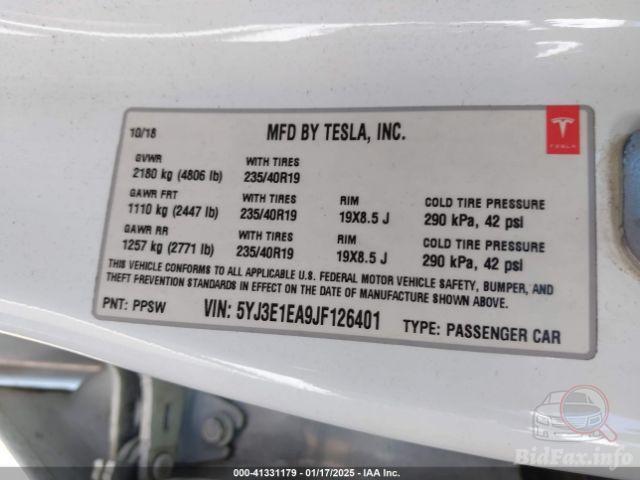 10/18 MFD BY TESLA, INC.
TESLA
GVWR WITH TIRES
2180 kg (4806 lb) 235/40R19
GAWR FRT WITH TIRES RIM COLD TIRE PRESSURE
1110 kg (2447 lb) 235/40R19 19X8.5 J 290 kPa, 42 psi
GAWR RR WITH TIRES RIM COLD TIRE PRESSURE
1257 kg (2771 lb) 235/40R19 19X8.5 J 290 kPa, 42 psi
THIS VEHICLE CONFORMS TO ALL APPLICABLE U.S. FEDERAL MOTOR VEHICLE SAFETY, BUMPER, AND
THEFT PREVENTION STANDARDS IN EFFECT ON THE DATE OF MANUFACTURE SHOWN ABOVE.
PNT: PPSW VIN: 5YJ3E1EA9JF126401 TYPE: PASSENGER CAR
BidFax.info
000-41331179 - 01/17/2025 - IAA Inc.